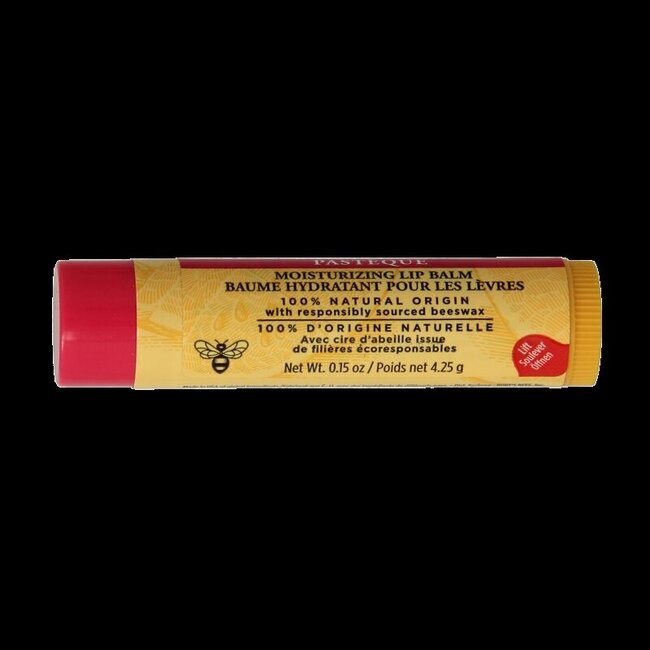 PASTÈQUE
MOISTURIZING LIP BALM
BAUME HYDRATANT POUR LES LÈVRES
100% NATURAL ORIGIN
with responsibly sourced beeswax
100% D'ORIGINE NATURELLE
Avec cire d'abeille issue
de filières écoresponsables
Net Wt. 0.15 oz / Poids net 4.25 g
Lift
Soulever
Öffnen